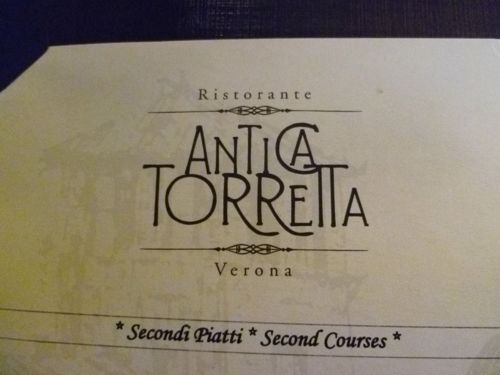 Ristorante
ANTICA
TORRETTA
Verona
* Secondi Piatti * Second Courses *